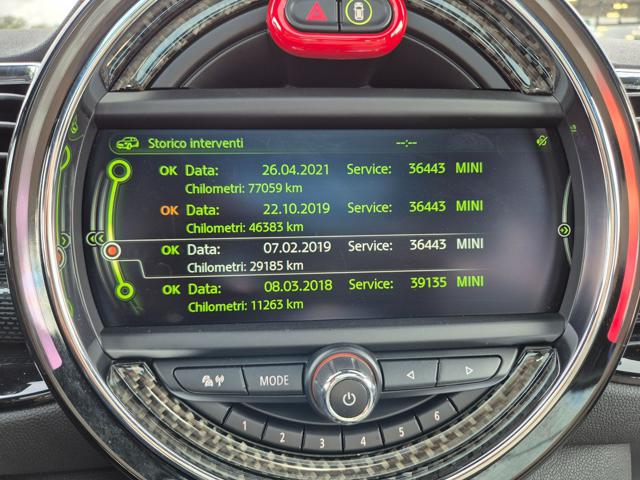 Storico interventi --:--
OK Data: 26.04.2021 Service: 36443 MINI
Chilometri: 77059 km
OK Data: 22.10.2019 Service: 36443 MINI
Chilometri: 46383 km
OK Data: 07.02.2019 Service: 36443 MINI
Chilometri: 29185 km
OK Data: 08.03.2018 Service: 39135 MINI
Chilometri: 11263 km
MODE
1 2 3 4 5 6